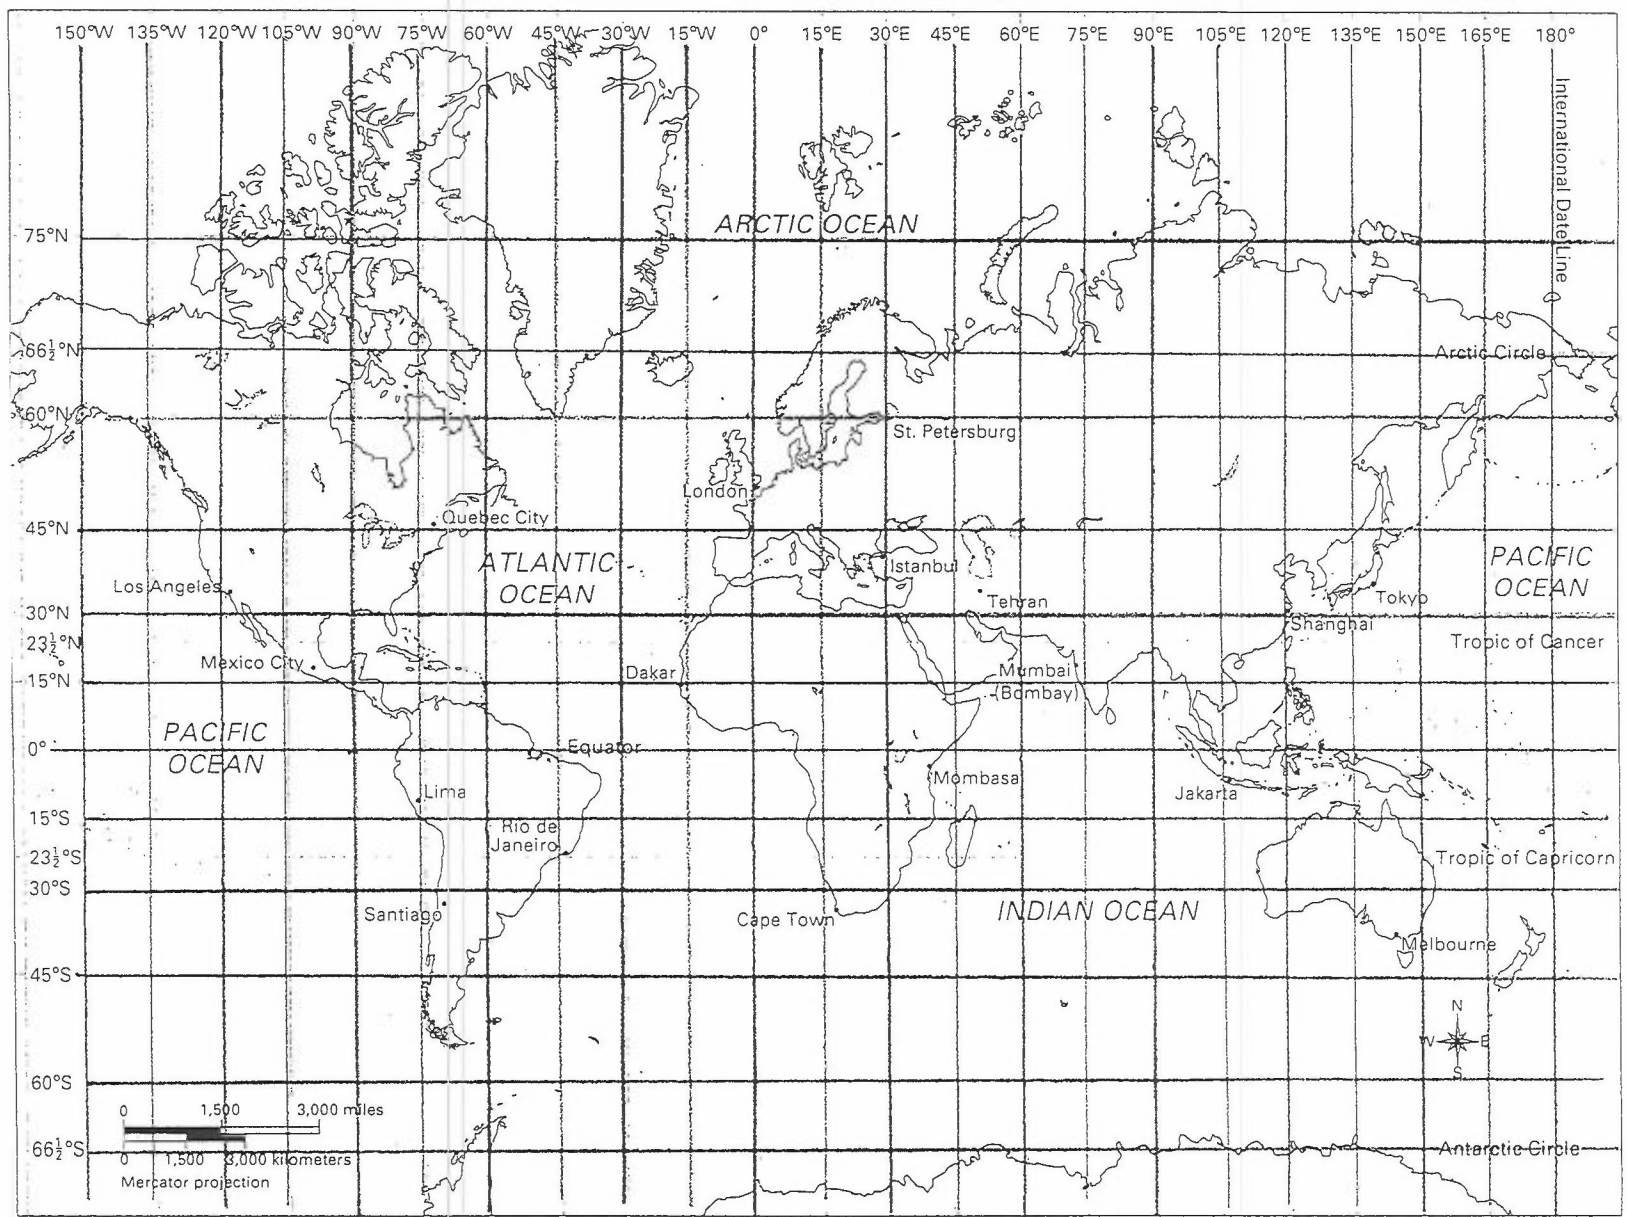 150°W 135°W 120°W 105°W 90°W 75°W 60°W 45°W 30°W 15°W 0° 15°E 30°E 45°E 60°E 75°E 90°E 105°E 120°E 135°E 150°E 165°E 180°
International Date Line
ARCTIC OCEAN
75°N
66½°N
Arctic Circle
60°N
St. Petersburg
London
Quebec City
45°N
ATLANTIC
OCEAN
PACIFIC
OCEAN
Istanbul
Los Angeles
Tehran
Tokyo
30°N
Shanghai
23½°N
Tropic of Cancer
Mexico City
Dakar
Mumbai
(Bombay)
15°N
PACIFIC
OCEAN
0°
Equator
Mombasa
Lima
Jakarta
15°S
Rio de
Janeiro
23½°S
Tropic of Capricorn
30°S
Santiago
Cape Town
INDIAN OCEAN
Melbourne
45°S
N
W E
S
60°S
0 1,500 3,000 miles
66½°S
Antarctic Circle
0 1,500 3,000 kilometers
Mercator projection